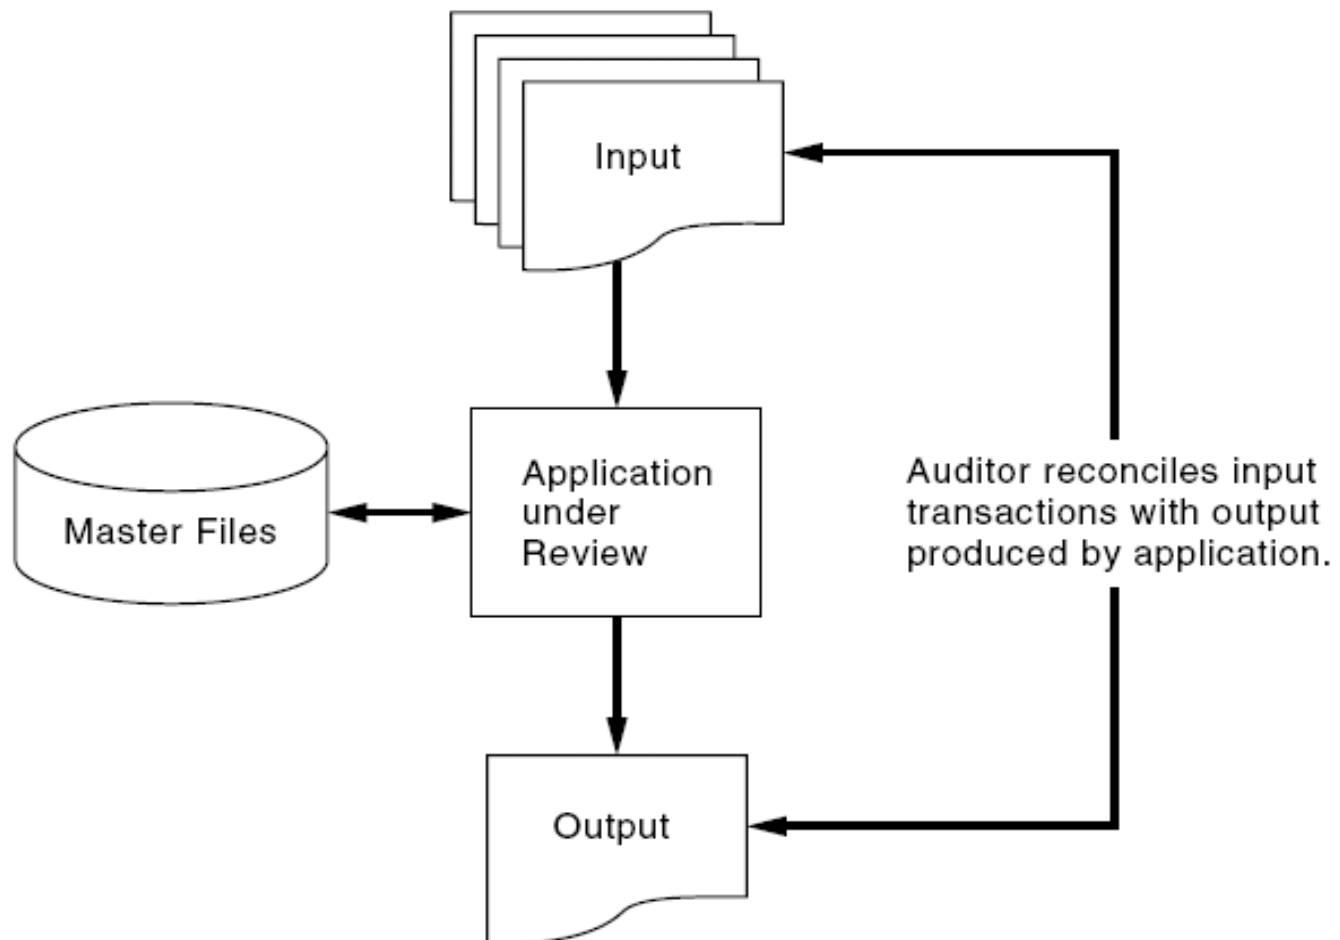 Input
Application
under
Review
Master Files
Auditor reconciles input
transactions with output
produced by application.
Output